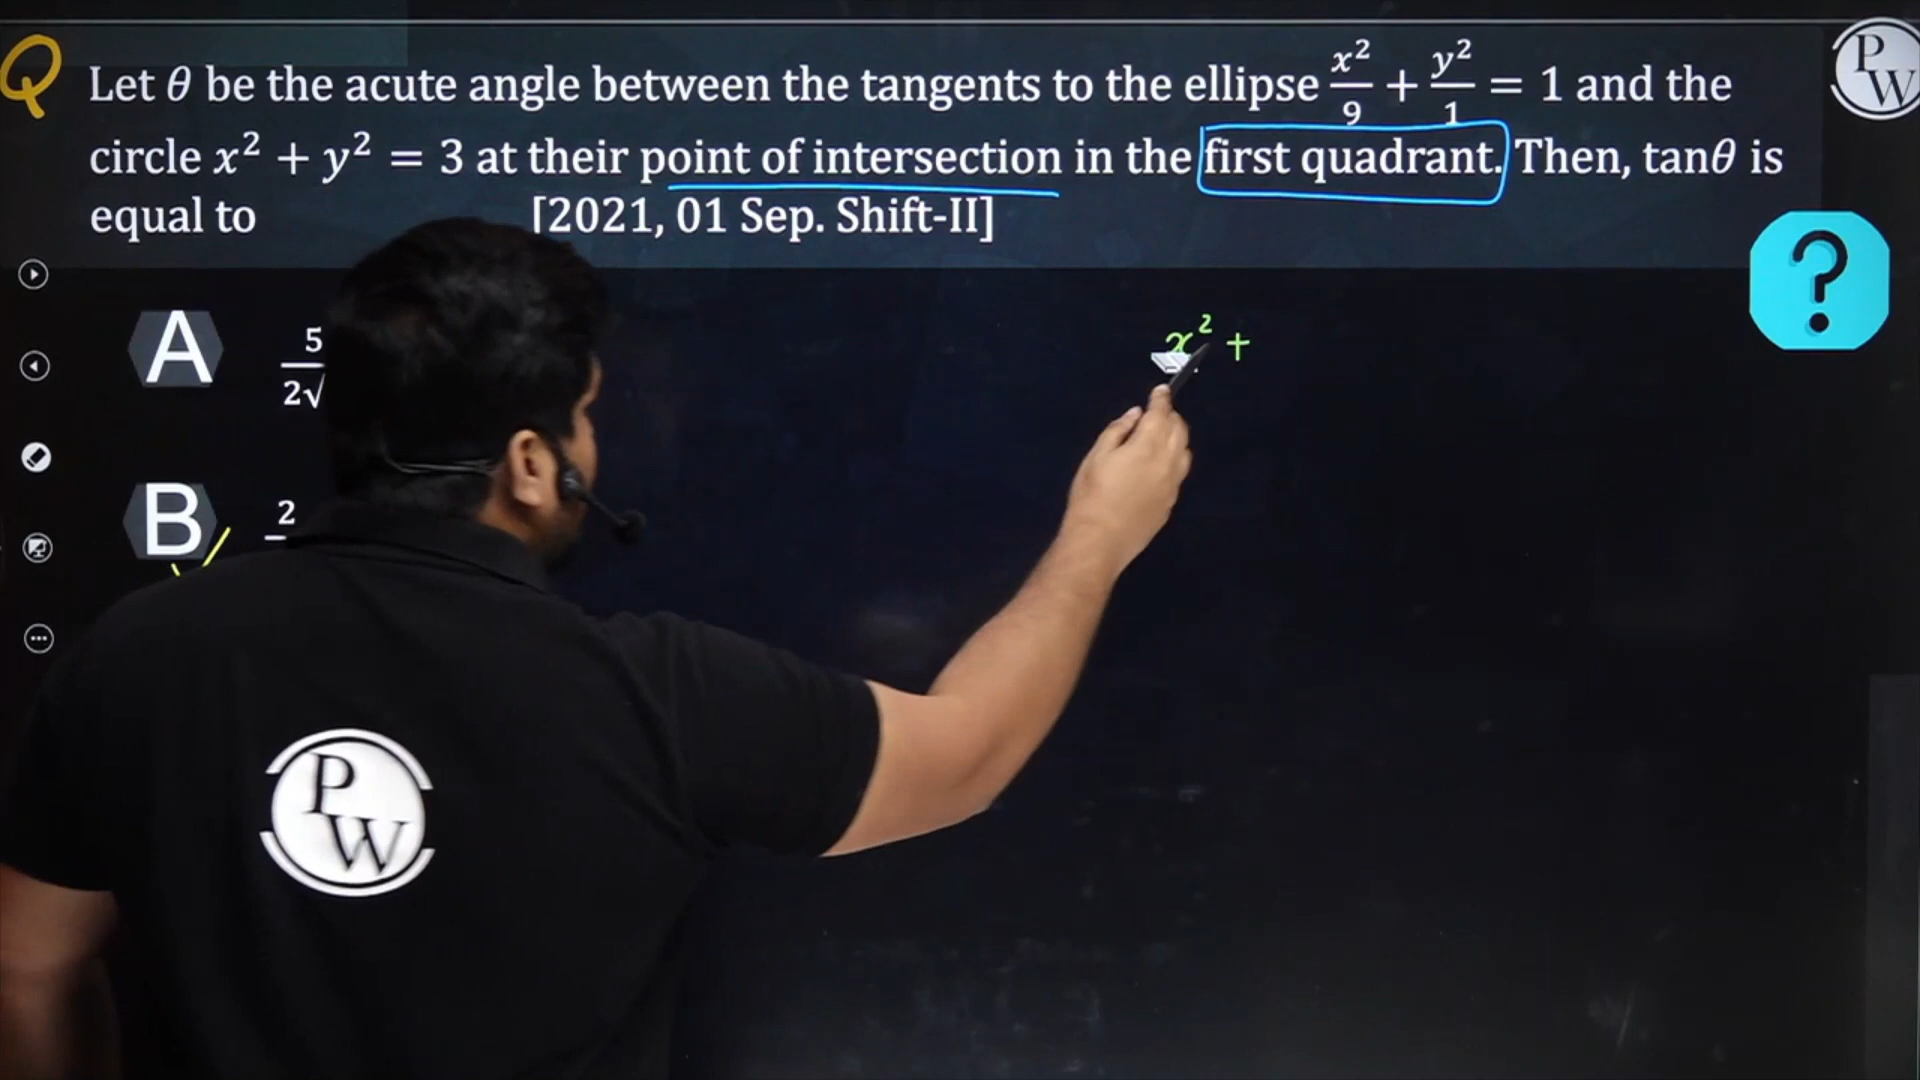 Q
Let θ be the acute angle between the tangents to the ellipse x²/9 + y²/1 = 1 and the
circle x² + y² = 3 at their point of intersection in the first quadrant. Then, tanθ is
equal to [2021, 01 Sep. Shift-II]
PW
?
A 5/2√
x² +
B 2
PW